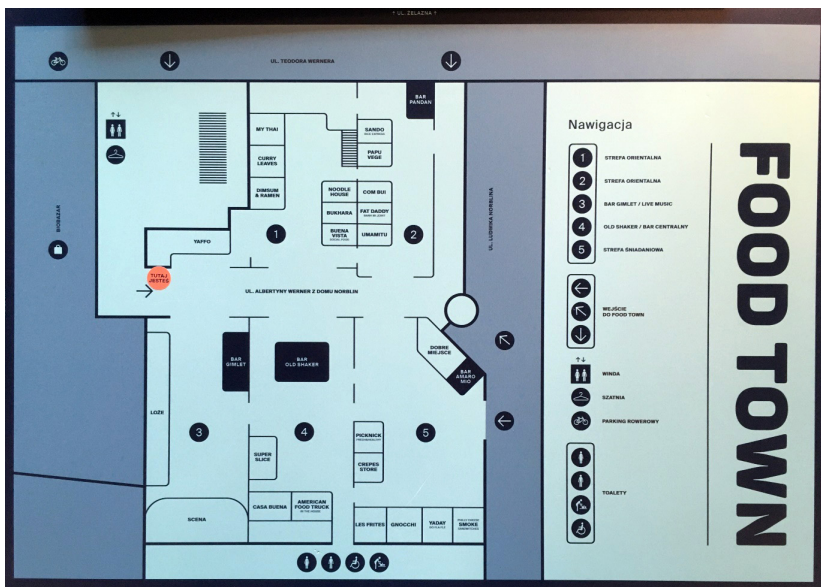 * UL. ŻELAZNA *
UL. TEODORA WERNERA
BAR
PANDAN
MY THAI
SANDO
CURRY
LEAVES
PAPU
VEGE
DIMSUM
& RAMEN
NOODLE
HOUSE
COM BUI
BUKHARA
FAT DADDY
BUENA
VISTA
UMAMITU
1
2
YAFFO
BIOBAZAR
UL. LUDWIKA NORBLINA
TUTAJ
JESTEŚ
UL. ALBERTYNY WERNER Z DOMU NORBLIN
BAR
GIMLET
BAR
OLD SHAKER
DOBRE
MIEJSCE
BAR
AMARO
MIO
LOŻE
3
4
5
PICKNICK
SUPER
SLICE
CREPES
STORE
CASA BUENA
AMERICAN
FOOD TRUCK
SCENA
LES FRITES
GNOCCHI
YADAY
SMOKE
Nawigacja
1 STREFA ORIENTALNA
2 STREFA ORIENTALNA
3 BAR GIMLET / LIVE MUSIC
4 OLD SHAKER / BAR CENTRALNY
5 STREFA ŚNIADANIOWA
WEJŚCIE
DO FOOD TOWN
WINDA
SZATNIA
PARKING ROWEROWY
TOALETY
FOOD TOWN